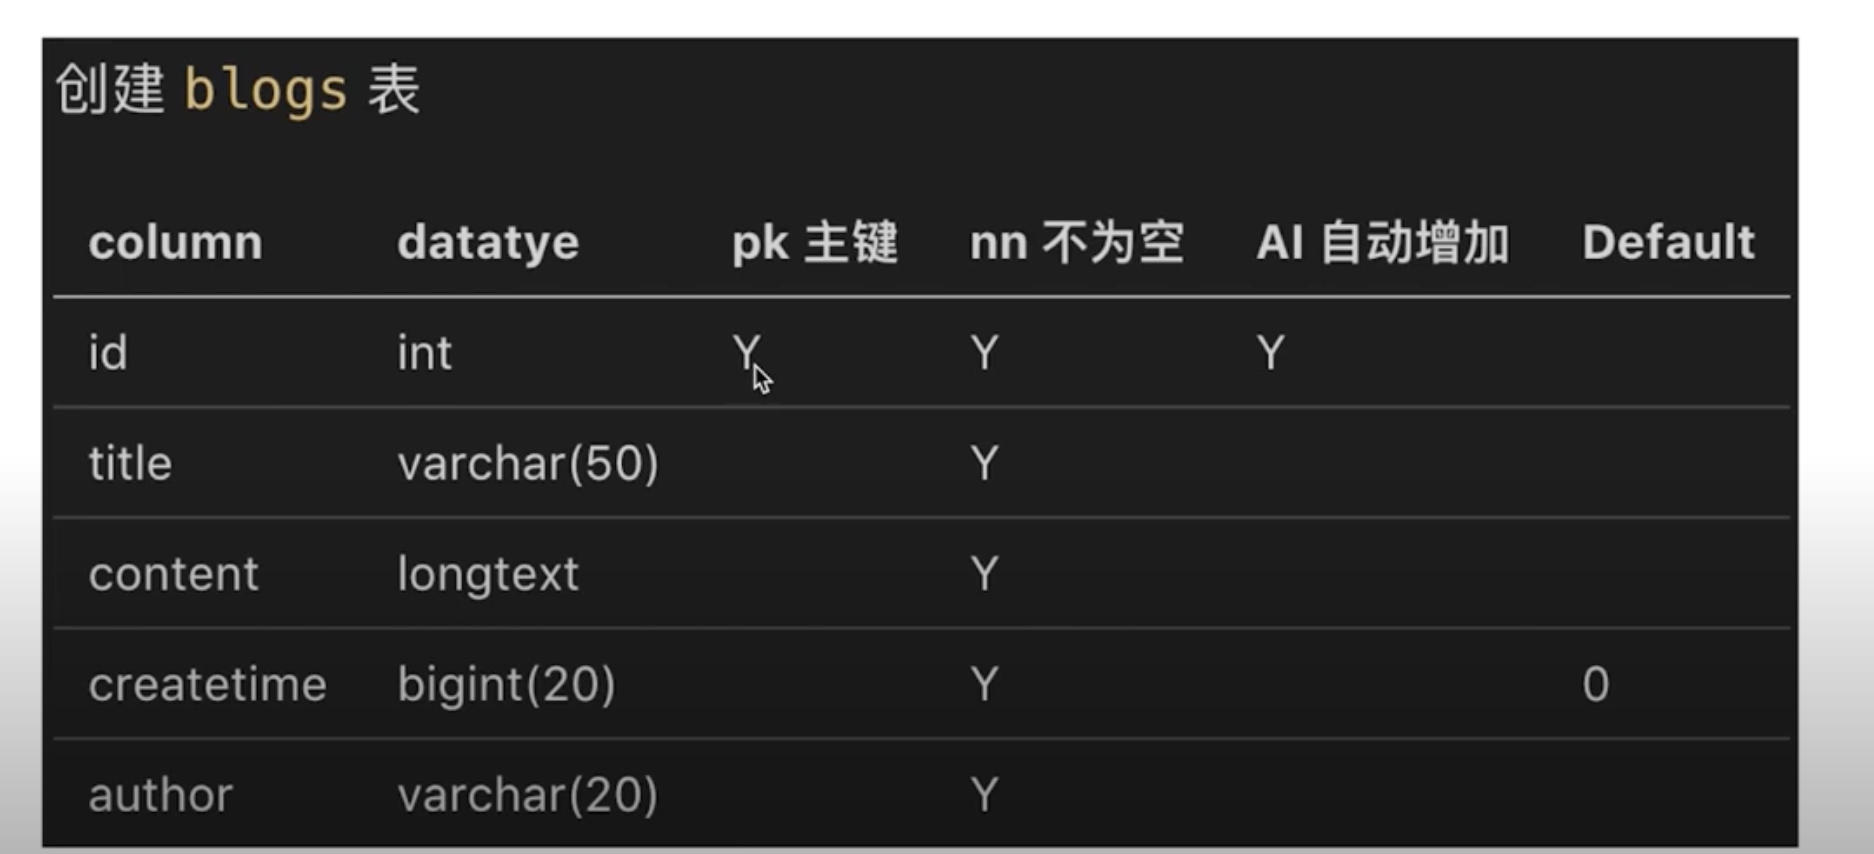 创建 blogs 表
column datatye pk 主键 nn 不为空 AI 自动增加 Default
id int Y Y Y
title varchar(50) Y
content longtext Y
createtime bigint(20) Y 0
author varchar(20) Y